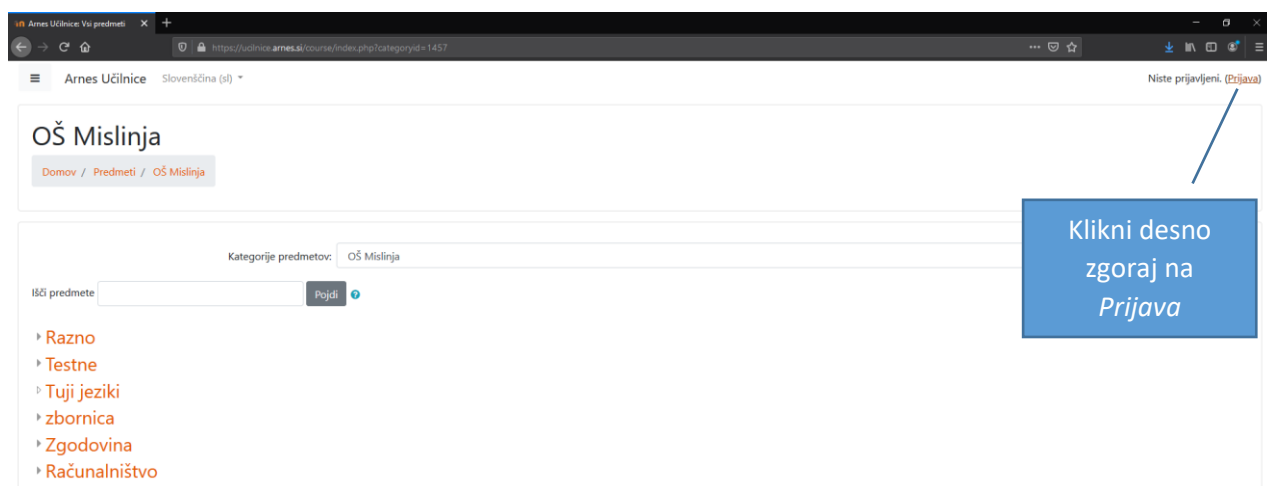 Arnes Učilnice: Vsi predmeti
https://ucilnice.arnes.si/course/index.php?categoryid=1457
Arnes Učilnice Slovenščina (sl)
Niste prijavljeni. (Prijava)
OŠ Mislinja
Domov / Predmeti / OŠ Mislinja
Klikni desno
zgoraj na
Prijava
Kategorije predmetov: OŠ Mislinja
Išči predmete Pojdi
Razno
Testne
Tuji jeziki
zbornica
Zgodovina
Računalništvo